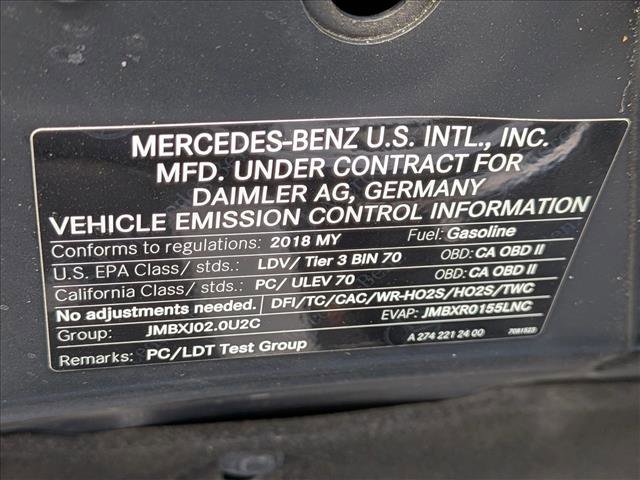 MERCEDES-BENZ U.S. INTL., INC.
MFD. UNDER CONTRACT FOR
DAIMLER AG, GERMANY
VEHICLE EMISSION CONTROL INFORMATION
Conforms to regulations: 2018 MY Fuel: Gasoline
U.S. EPA Class/ stds.: LDV/ Tier 3 BIN 70 OBD: CA OBD II
California Class/ stds.: PC/ ULEV 70 OBD: CA OBD II
No adjustments needed. DFI/TC/CAC/WR-HO2S/HO2S/TWC
Group: JMBXJ02.0U2C EVAP: JMBXR0155LNC
Remarks: PC/LDT Test Group A 274 221 24 00